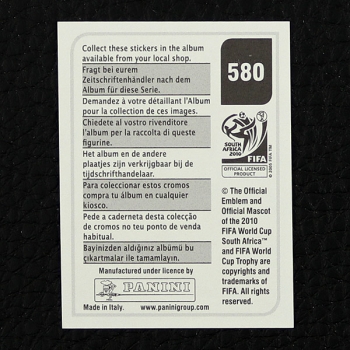 Collect these stickers in the album
available from your local shop.
Fragt bei eurem
Zeitschriftenhändler nach dem
Album für diese Serie.
Demandez à votre détaillant l'Album
pour la collection de ces images.
Chiedete al vostro rivenditore
l'album per la raccolta di queste
figurine.
Het album en de andere
plaatjes zijn verkrijgbaar bij de
tijdschrifthandelaar.
Para coleccionar estos cromos
compra tu álbum en cualquier
kiosco.
Pede a caderneta desta colecção
de cromos no teu ponto de venda
habitual.
Bayinizden aldığınız albümü bu
çıkartmalar ile tamamlayın.
Manufactured under licence by
PANINI
Made in Italy. www.paninigroup.com
580
SOUTH AFRICA
2010
FIFA
OFFICIAL LICENSED
PRODUCT
© 2005 FIFA TM
© The Official
Emblem and
Official Mascot
of the 2010
FIFA World Cup
South Africa™
and FIFA World
Cup Trophy are
copyrights and
trademarks of
FIFA. All rights
reserved.